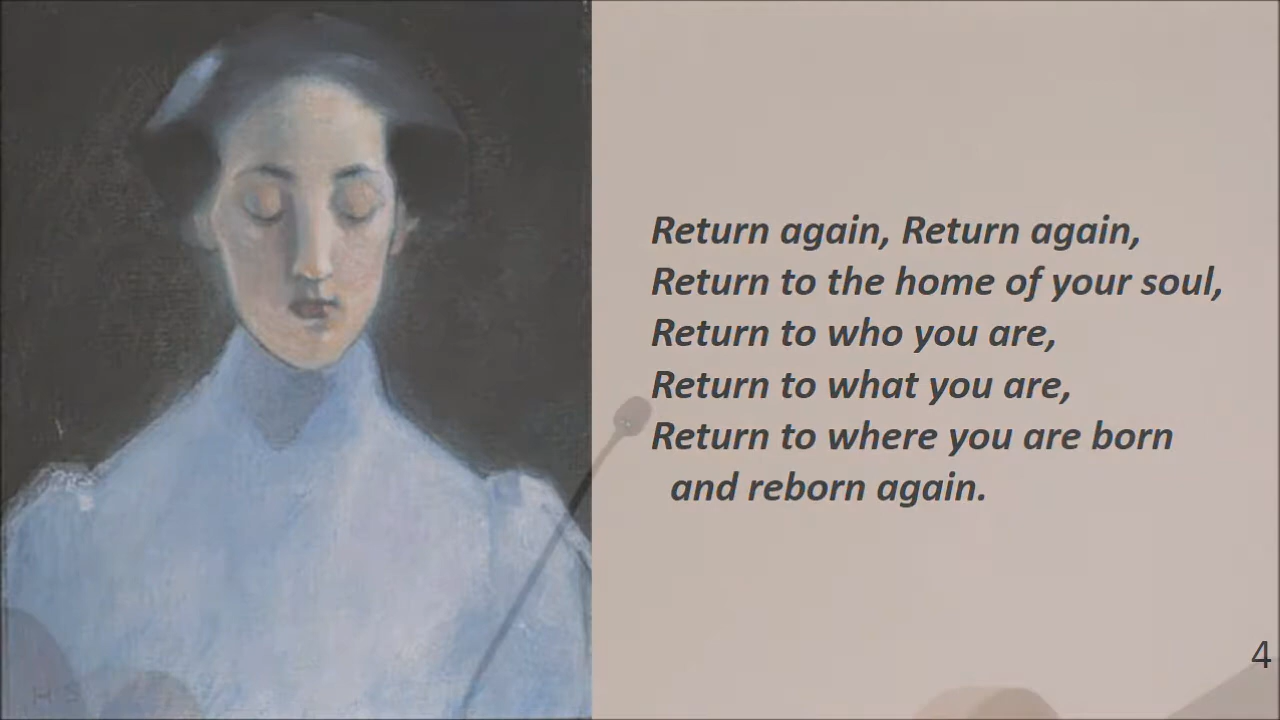 Return again, Return again,
Return to the home of your soul,
Return to who you are,
Return to what you are,
Return to where you are born
and reborn again.
4
H S